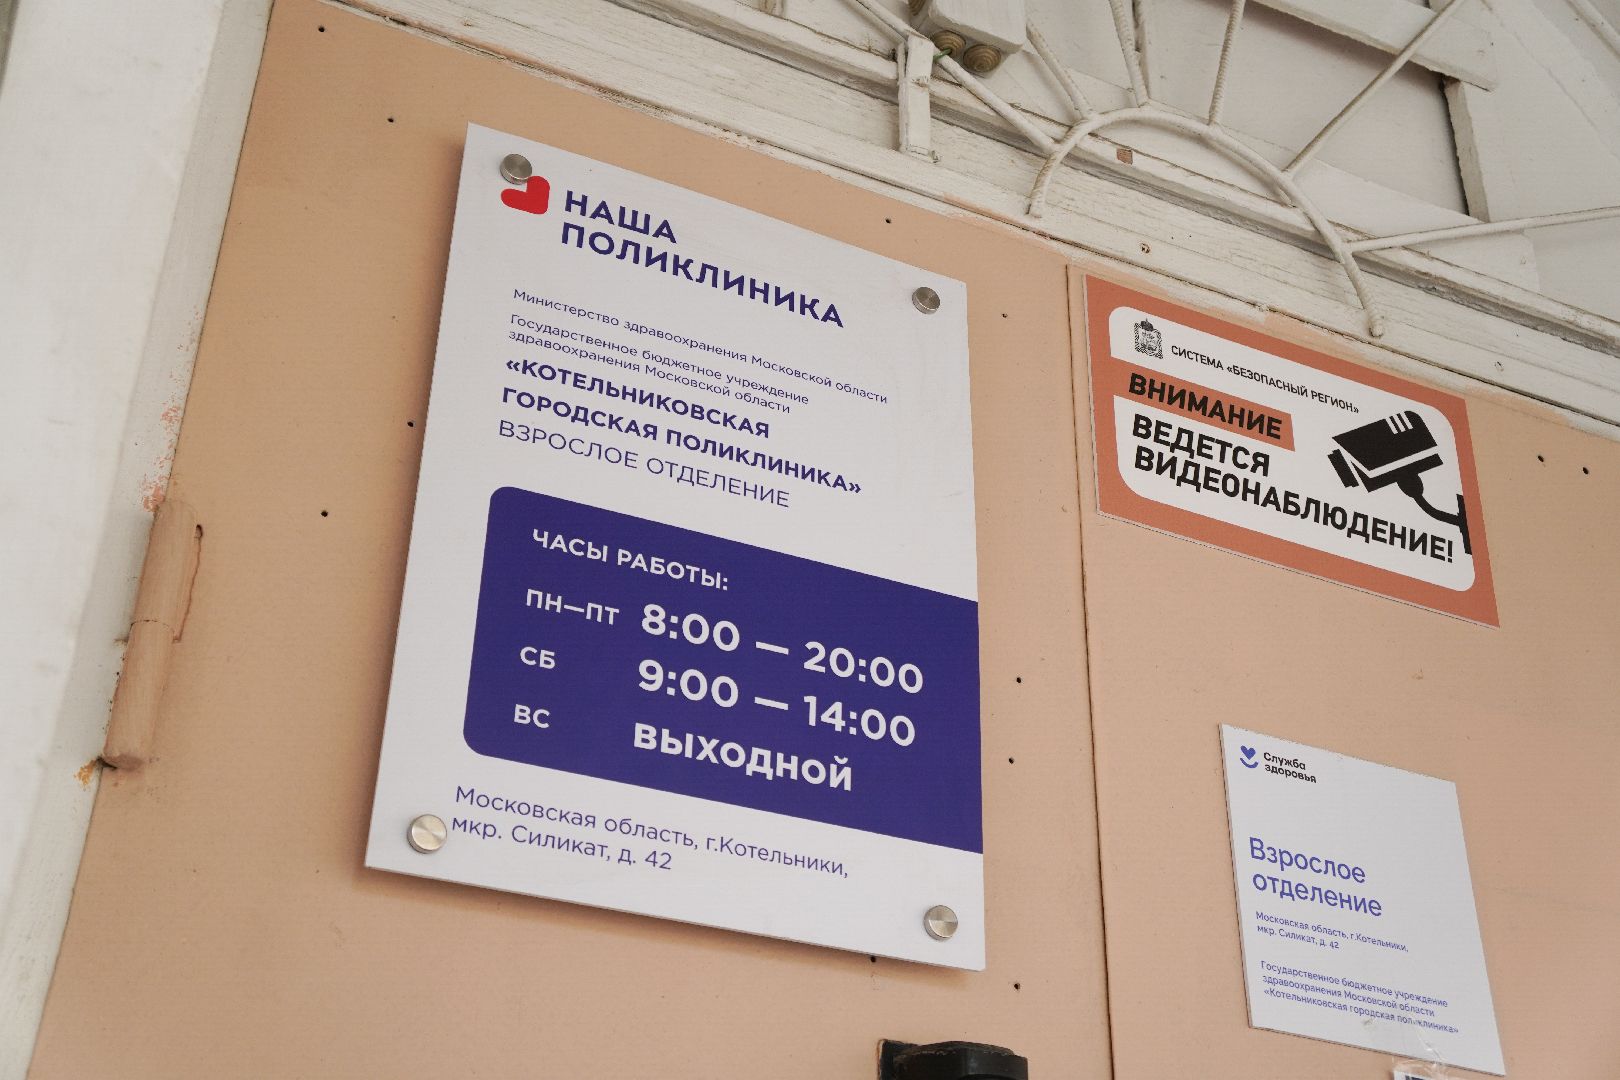 НАША
ПОЛИКЛИНИКА
Министерство здравоохранения Московской области
Государственное бюджетное учреждение
здравоохранения Московской области
«КОТЕЛЬНИКОВСКАЯ
ГОРОДСКАЯ ПОЛИКЛИНИКА»
ВЗРОСЛОЕ ОТДЕЛЕНИЕ
ЧАСЫ РАБОТЫ:
ПН—ПТ 8:00 — 20:00
СБ 9:00 — 14:00
ВС ВЫХОДНОЙ
Московская область, г.Котельники,
мкр. Силикат, д. 42
СИСТЕМА «БЕЗОПАСНЫЙ РЕГИОН»
ВНИМАНИЕ
ВЕДЕТСЯ
ВИДЕОНАБЛЮДЕНИЕ!
Служба
здоровья
Взрослое
отделение
Московская область, г.Котельники,
мкр. Силикат, д. 42
Государственное бюджетное учреждение
здравоохранения Московской области
«Котельниковская городская поликлиника»